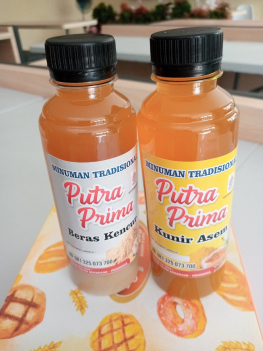 MINUMAN TRADISIONAL
Putra
Prima
Beras Kencur
MINUMAN TRADISIONAL
Putra
Prima
Kunir Asem